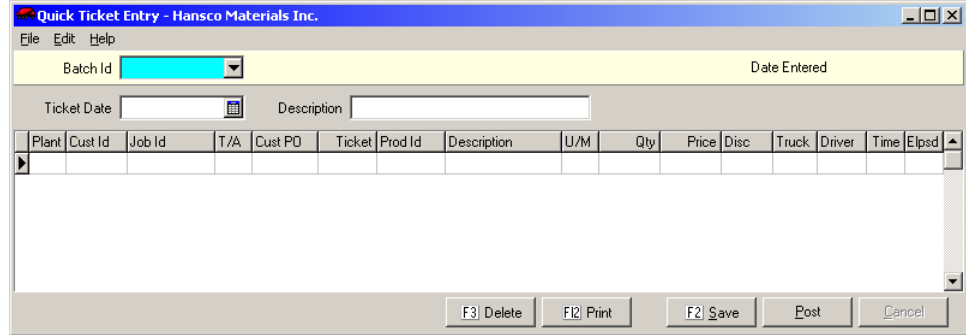 Quick Ticket Entry - Hansco Materials Inc.
File Edit Help
Batch Id Date Entered
Ticket Date Description
Plant Cust Id Job Id T/A Cust PO Ticket Prod Id Description U/M Qty Price Disc Truck Driver Time Elpsd
F3 Delete F12 Print F2 Save Post Cancel